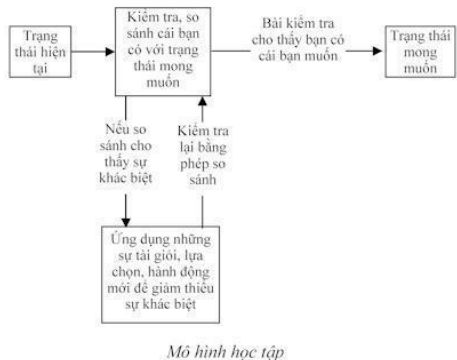 Trạng
thái hiện
tại
Kiểm tra, so
sánh cái bạn
có với trạng
thái mong
muốn
Bài kiểm tra
cho thấy bạn có
cái bạn muốn
Trạng thái
mong
muốn
Nếu so
sánh cho
thấy sự
khác biệt
Kiểm tra
lại bằng
phép so
sánh
Ứng dụng những
sự tài giỏi, lựa
chọn, hành động
mới để giảm thiểu
sự khác biệt
Mô hình học tập